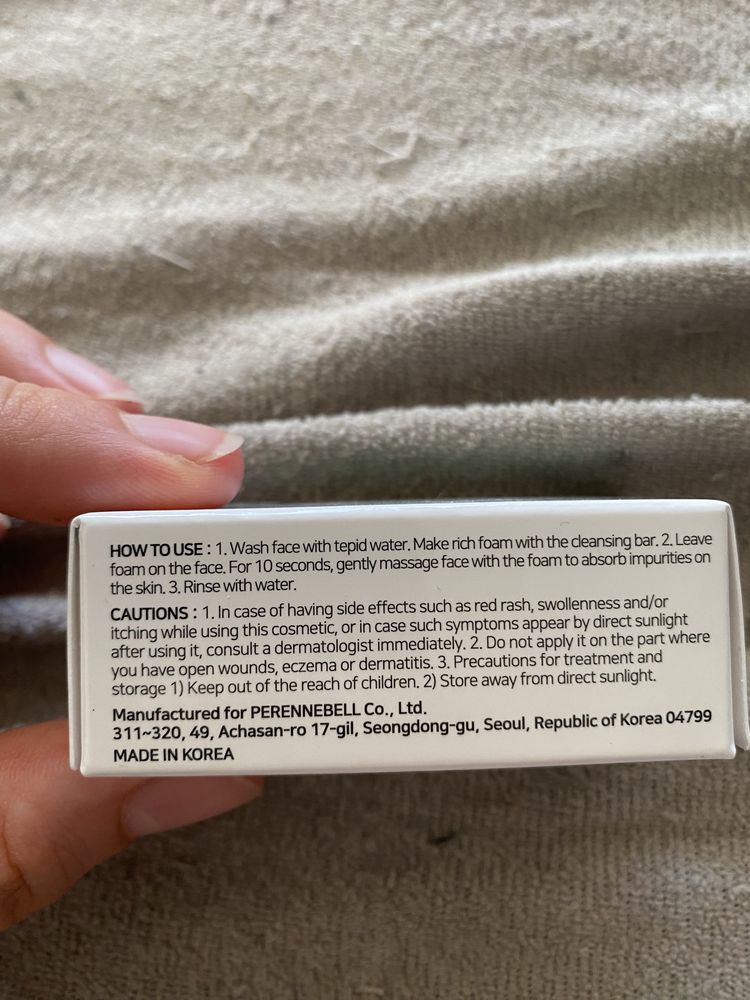 HOW TO USE : 1. Wash face with tepid water. Make rich foam with the cleansing bar. 2. Leave
foam on the face. For 10 seconds, gently massage face with the foam to absorb impurities on
the skin. 3. Rinse with water.
CAUTIONS : 1. In case of having side effects such as red rash, swollenness and/or
itching while using this cosmetic, or in case such symptoms appear by direct sunlight
after using it, consult a dermatologist immediately. 2. Do not apply it on the part where
you have open wounds, eczema or dermatitis. 3. Precautions for treatment and
storage 1) Keep out of the reach of children. 2) Store away from direct sunlight.
Manufactured for PERENNEBELL Co., Ltd.
311~320, 49, Achasan-ro 17-gil, Seongdong-gu, Seoul, Republic of Korea 04799
MADE IN KOREA